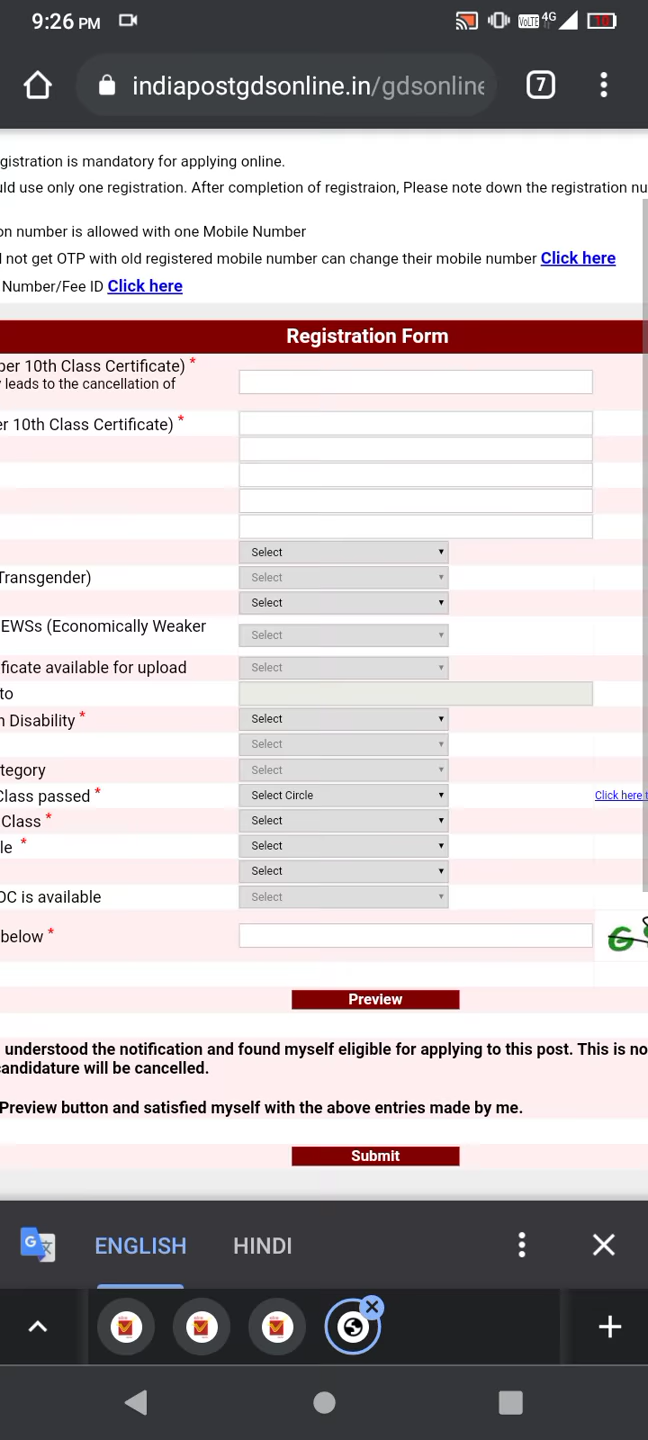 9:26 PM
VoLTE 4G 10
indiapostgdsonline.in/gdsonline
7
gistration is mandatory for applying online.
uld use only one registration. After completion of registraion, Please note down the registration nu
on number is allowed with one Mobile Number
l not get OTP with old registered mobile number can change their mobile number Click here
Number/Fee ID Click here
Registration Form
per 10th Class Certificate) *
y leads to the cancellation of
er 10th Class Certificate) *
Select
Transgender) Select
Select
EWSs (Economically Weaker
Select
ificate available for upload Select
to
n Disability * Select
Select
tegory Select
Class passed * Select Circle Click here t
Class * Select
le * Select
Select
OC is available Select
below *
G
Preview
understood the notification and found myself eligible for applying to this post. This is no
candidature will be cancelled.
Preview button and satisfied myself with the above entries made by me.
Submit
ENGLISH HINDI